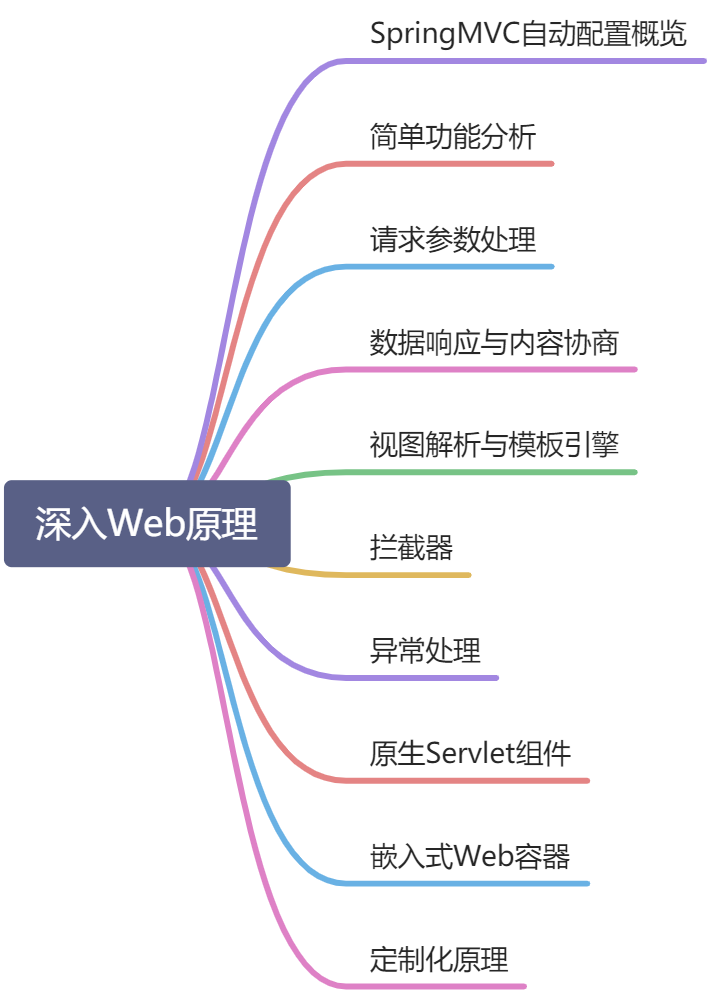 SpringMVC自动配置概览
简单功能分析
请求参数处理
数据响应与内容协商
视图解析与模板引擎
深入Web原理
拦截器
异常处理
原生Servlet组件
嵌入式Web容器
定制化原理